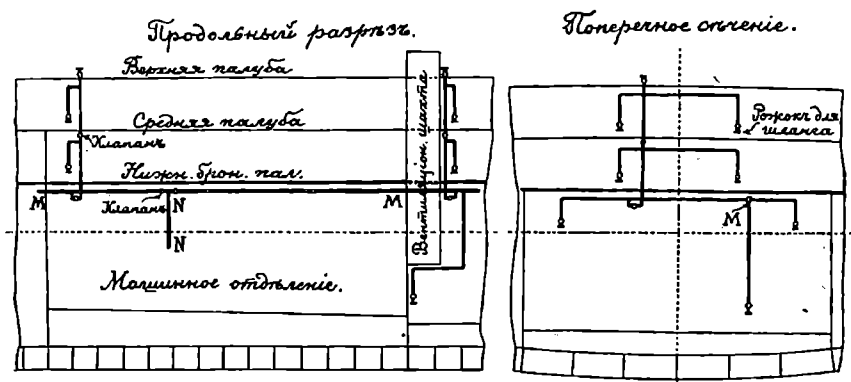 Продольный разрѣзъ.
Верхняя палуба
Средняя палуба
Клапанъ
Нижн. брон. пал.
M
Клапанъ
N
M
N
Вентиляціон. шахта
Машинное отдѣленіе.
Поперечное сѣченіе.
Рожокъ для
шланга
M